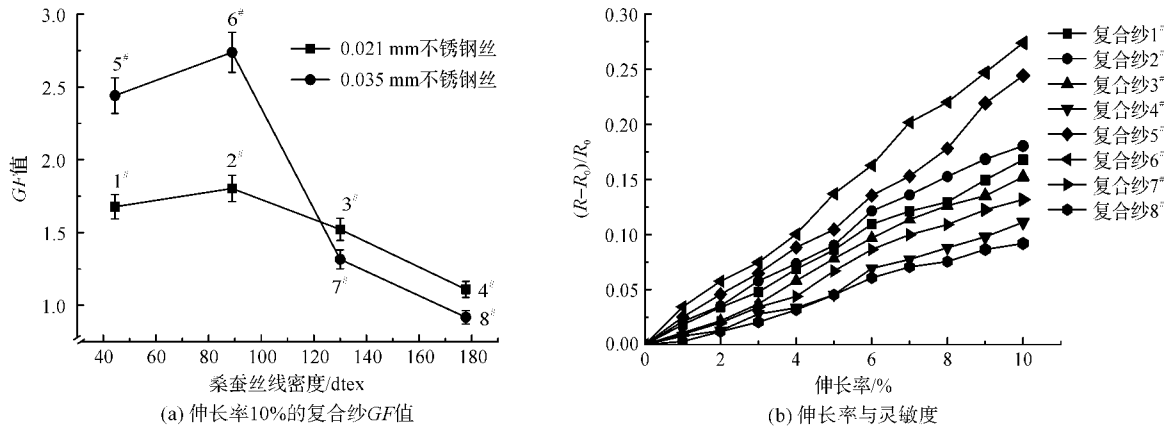 3.0
2.5
2.0
1.5
1.0
GF值
5#
6#
1#
2#
3#
7#
4#
8#
0.021 mm不锈钢丝
0.035 mm不锈钢丝
40 60 80 100 120 140 160 180
桑蚕丝线密度/dtex
(a) 伸长率10%的复合纱GF值
0.30
0.25
0.20
0.15
0.10
0.05
0.00
(R−R₀)/R₀
0 2 4 6 8 10
伸长率/%
复合纱1#
复合纱2#
复合纱3#
复合纱4#
复合纱5#
复合纱6#
复合纱7#
复合纱8#
(b) 伸长率与灵敏度